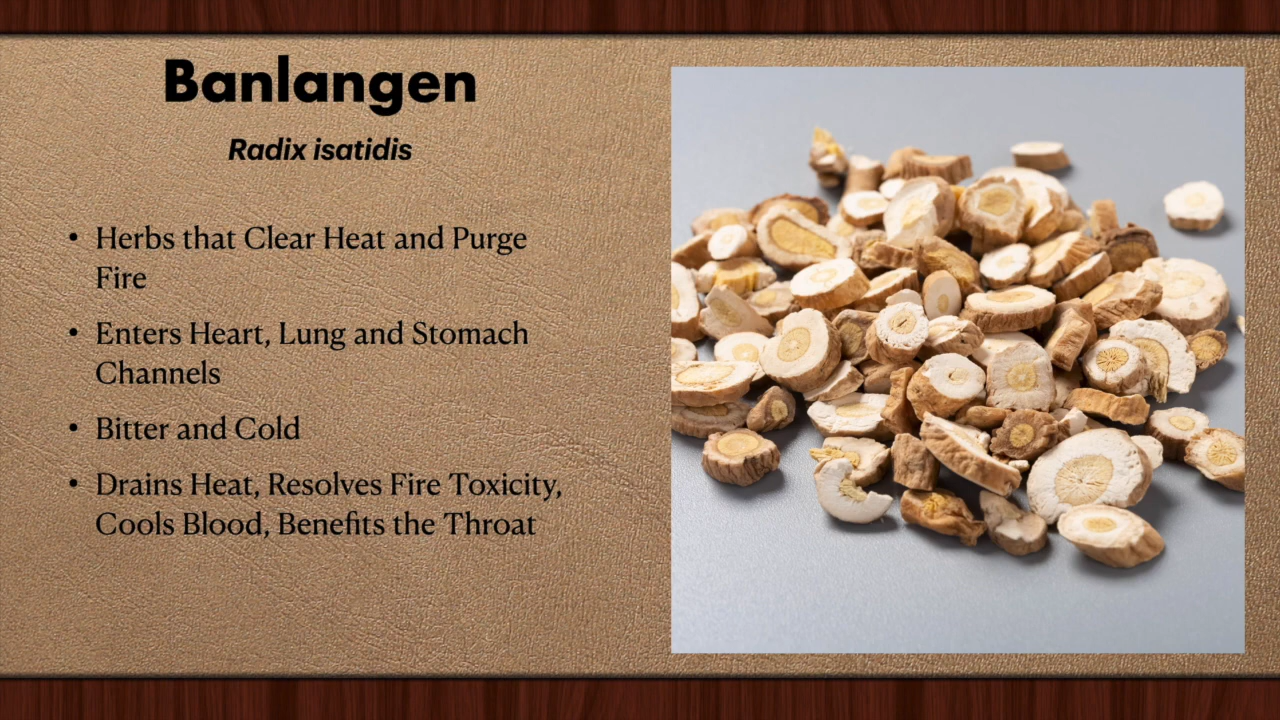 Banlangen
Radix isatidis
• Herbs that Clear Heat and Purge
Fire
• Enters Heart, Lung and Stomach
Channels
• Bitter and Cold
• Drains Heat, Resolves Fire Toxicity,
Cools Blood, Benefits the Throat